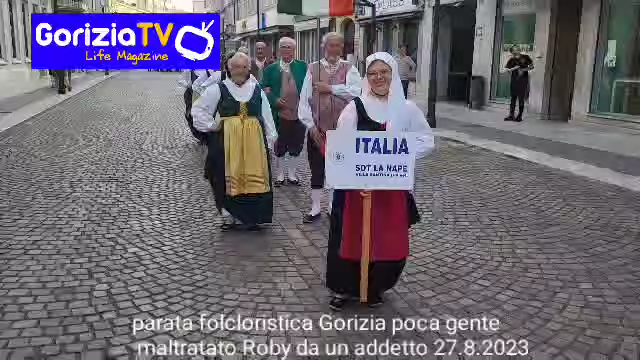 GoriziaTV
Life Magazine
ITALIA
SOT LA NAPE
parata folcloristica Gorizia poca gente
maltratato Roby da un addetto 27.8.2023